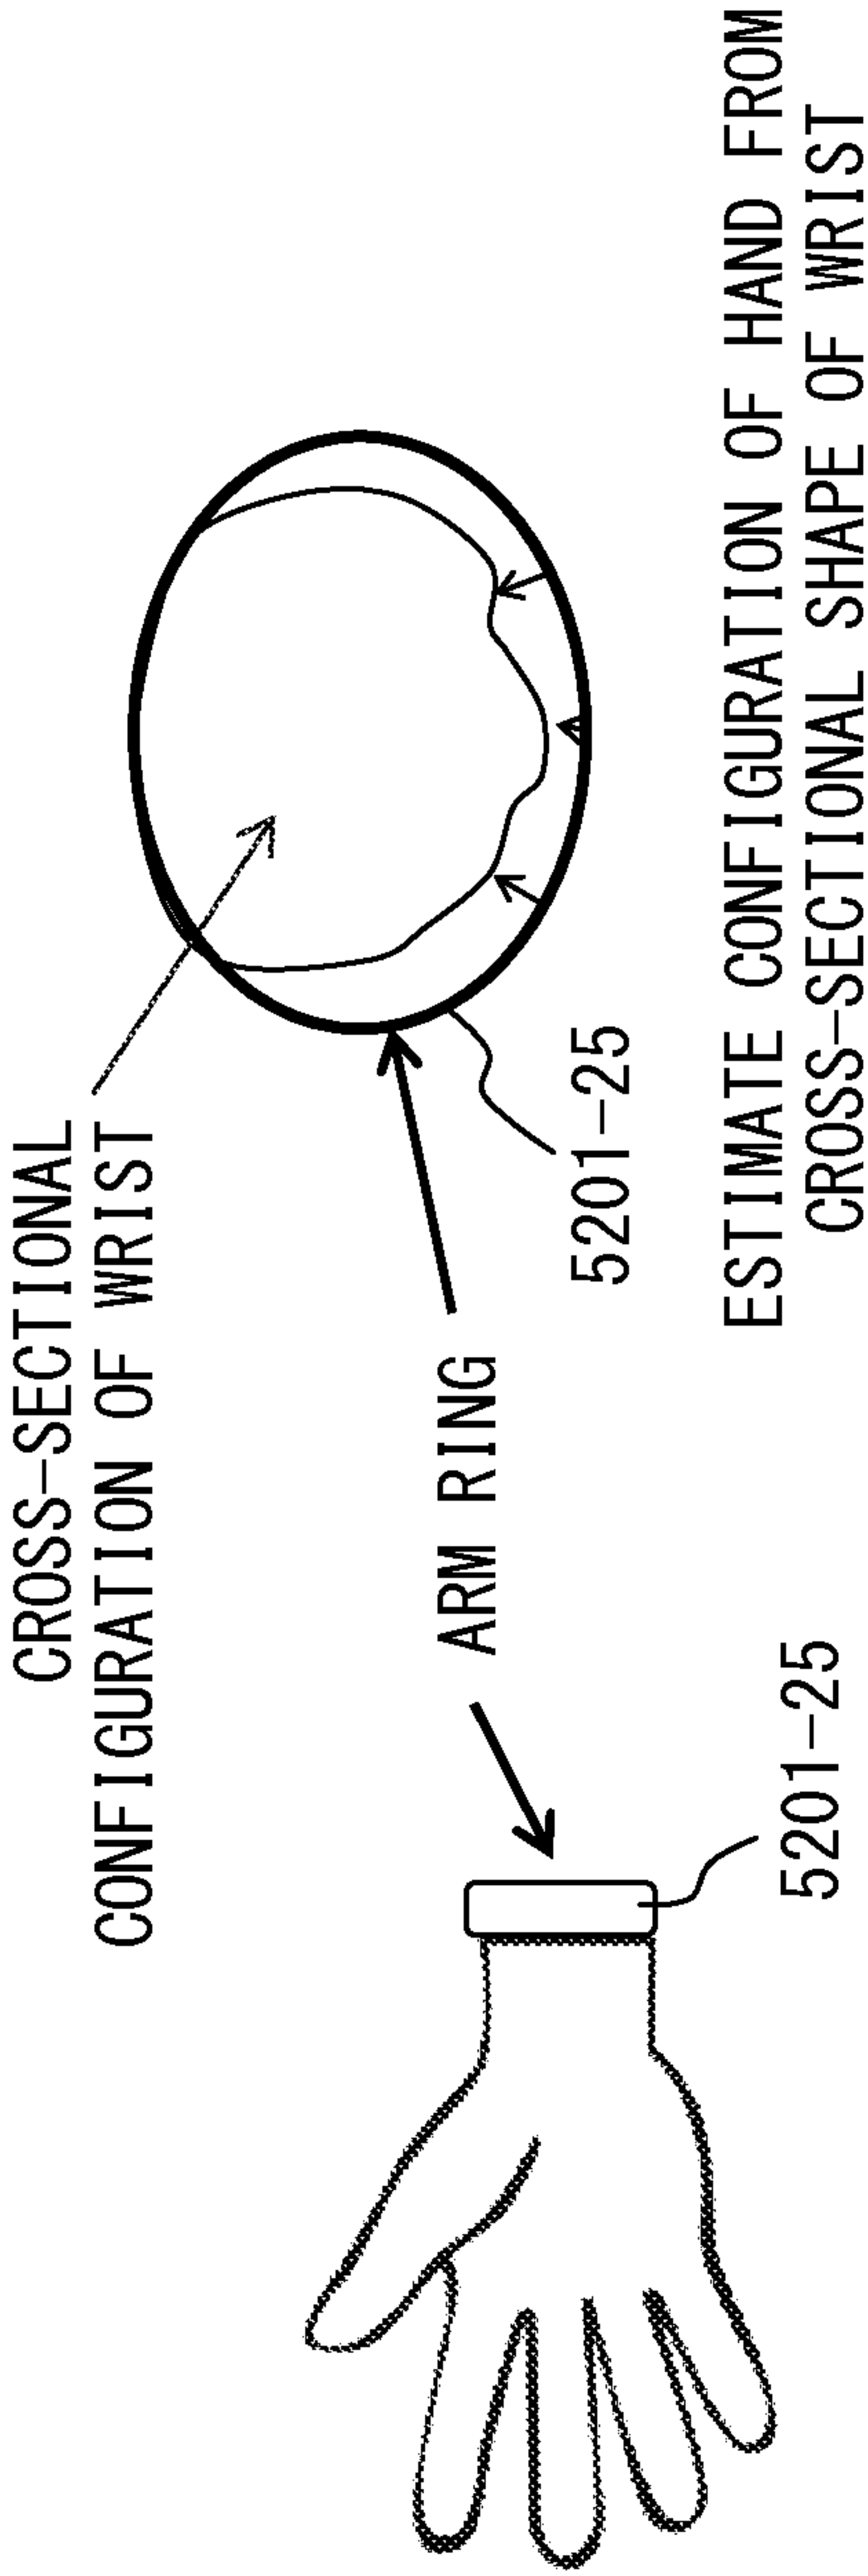 CROSS-SECTIONAL
CONFIGURATION OF WRIST
ARM RING
5201-25
5201-25
ESTIMATE CONFIGURATION OF HAND FROM
CROSS-SECTIONAL SHAPE OF WRIST